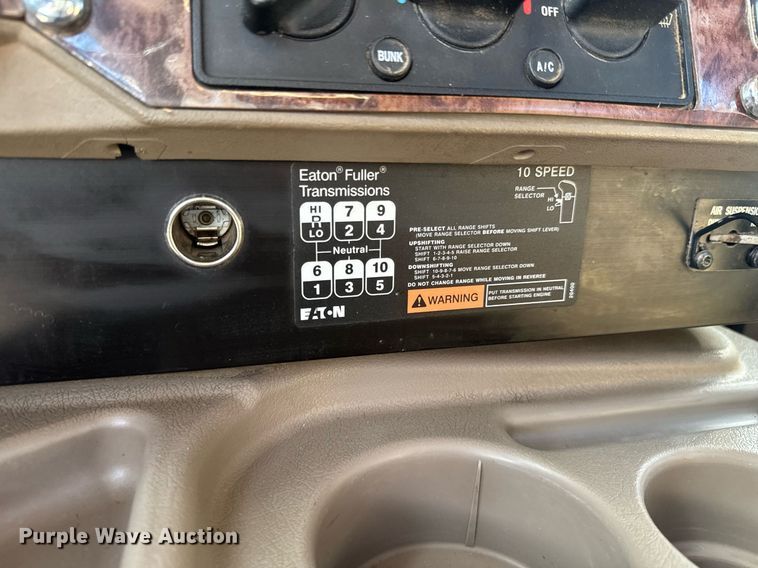 OFF
BUNK
A/C
Eaton® Fuller®
Transmissions
10 SPEED
RANGE
SELECTOR
HI
LO
HI
R
LO
7
2
9
4
Neutral
6
1
8
3
10
5
EATON
PRE-SELECT ALL RANGE SHIFTS
(MOVE RANGE SELECTOR BEFORE MOVING SHIFT LEVER)
UPSHIFTING
START WITH RANGE SELECTOR DOWN
SHIFT 1-2-3-4-5 RAISE RANGE SELECTOR
SHIFT 6-7-8-9-10
DOWNSHIFTING
SHIFT 10-9-8-7-6 MOVE RANGE SELECTOR DOWN
SHIFT 5-4-3-2-1
DO NOT CHANGE RANGE WHILE MOVING IN REVERSE
WARNING
PUT TRANSMISSION IN NEUTRAL
BEFORE STARTING ENGINE
AIR SUSPENSION
Purple Wave Auction